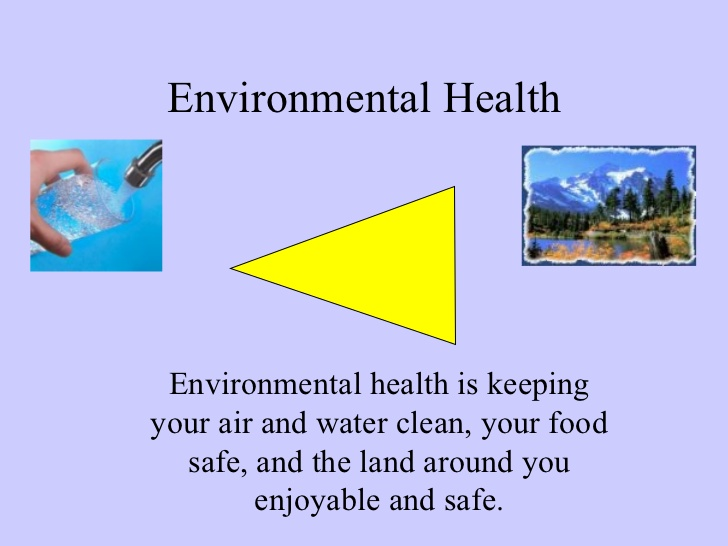 Environmental Health
Environmental health is keeping
your air and water clean, your food
safe, and the land around you
enjoyable and safe.